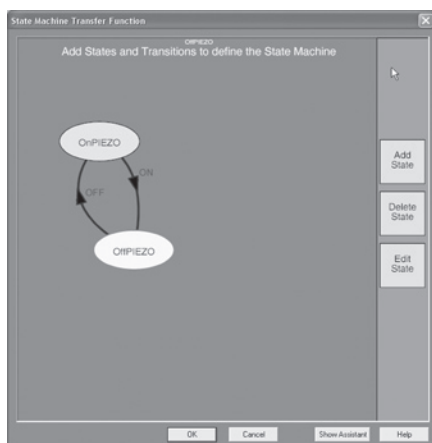 State Machine Transfer Function
OffPIEZO
Add States and Transitions to define the State Machine
OnPIEZO
ON
OFF
OffPIEZO
Add
State
Delete
State
Edit
State
OK
Cancel
Show Assistant
Help